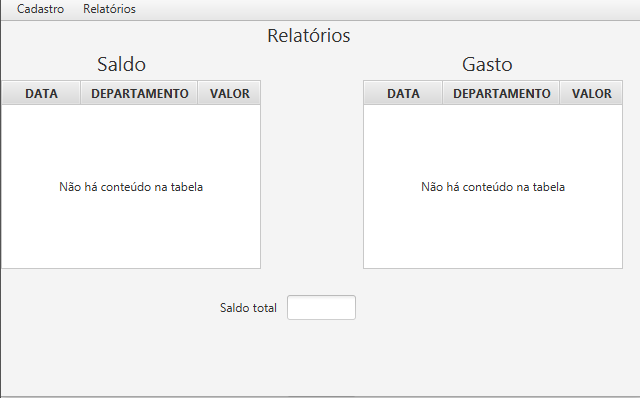 Cadastro Relatórios
Relatórios
Saldo
Gasto
DATA DEPARTAMENTO VALOR
DATA DEPARTAMENTO VALOR
Não há conteúdo na tabela
Não há conteúdo na tabela
Saldo total